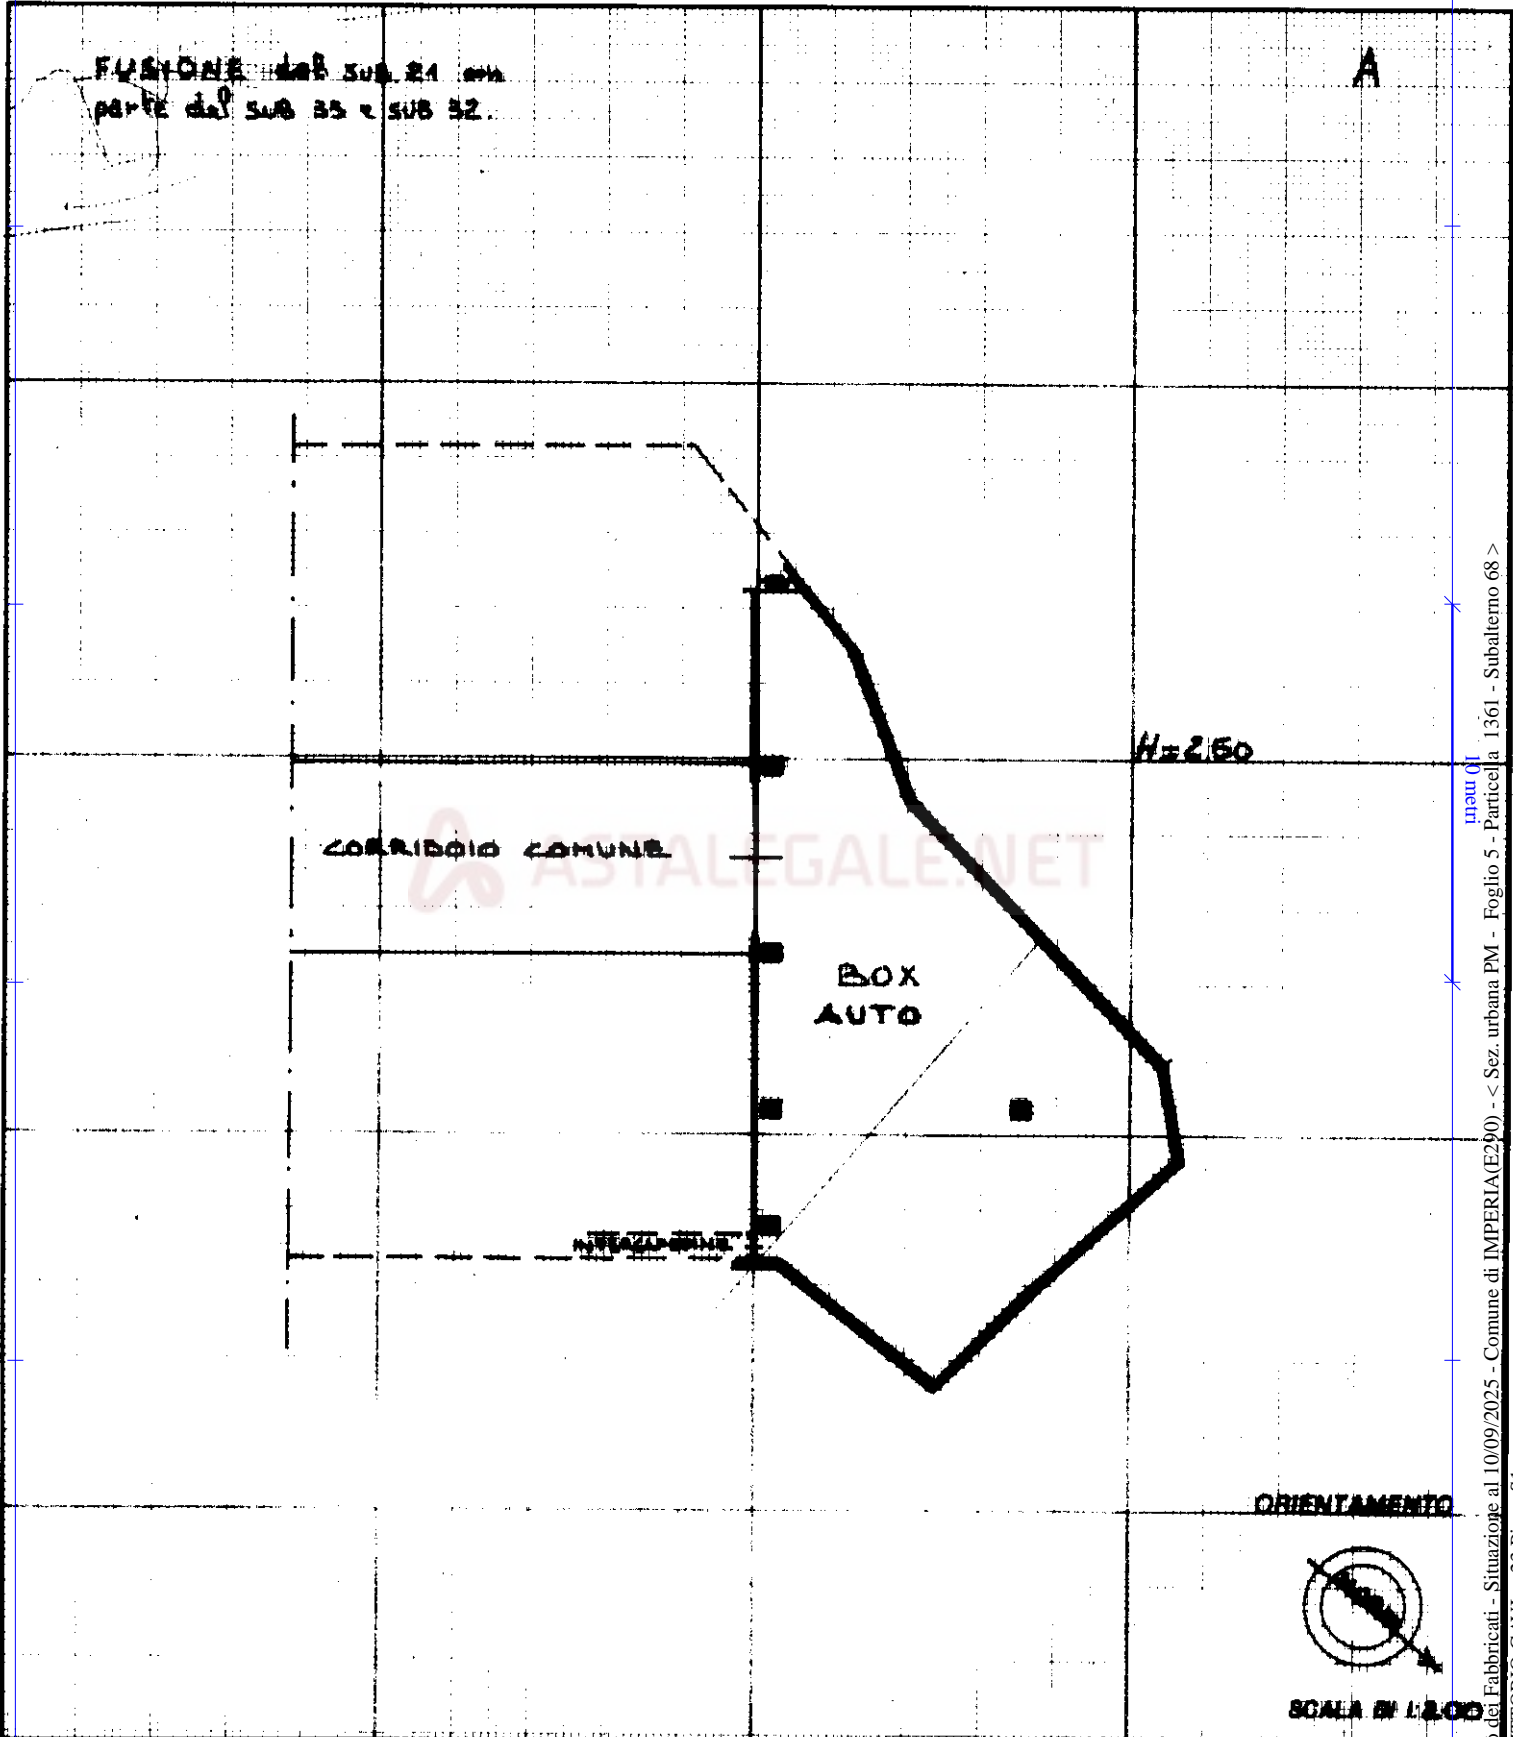 FUSIONE del SUB 21 con
parte del SUB 33 e SUB 32.
A
H=2.50
CORRIDOIO COMUNE
ASTALEGALE.NET
BOX
AUTO
INTERCAPEDINE
ORIENTAMENTO
SCALA DI 1:200
10 metri
dei Fabbricati - Situazione al 10/09/2025 - Comune di IMPERIA(E290) - < Sez. urbana PM - Foglio 5 - Particella 1361 - Subalterno 68 >